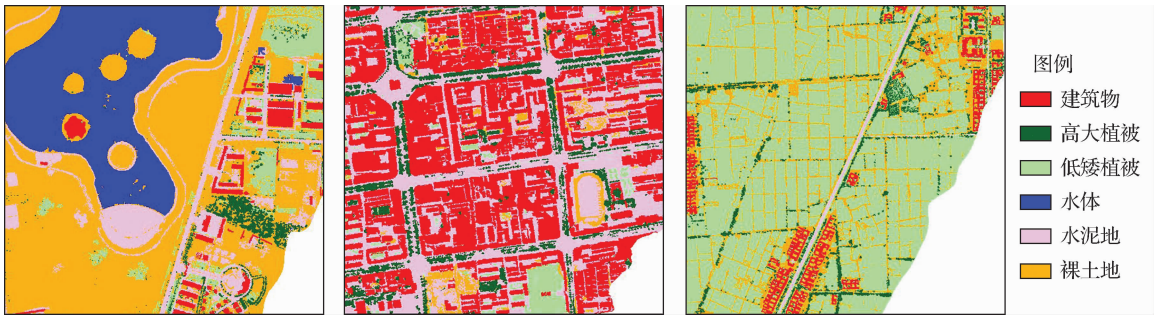 图例
建筑物
高大植被
低矮植被
水体
水泥地
裸土地